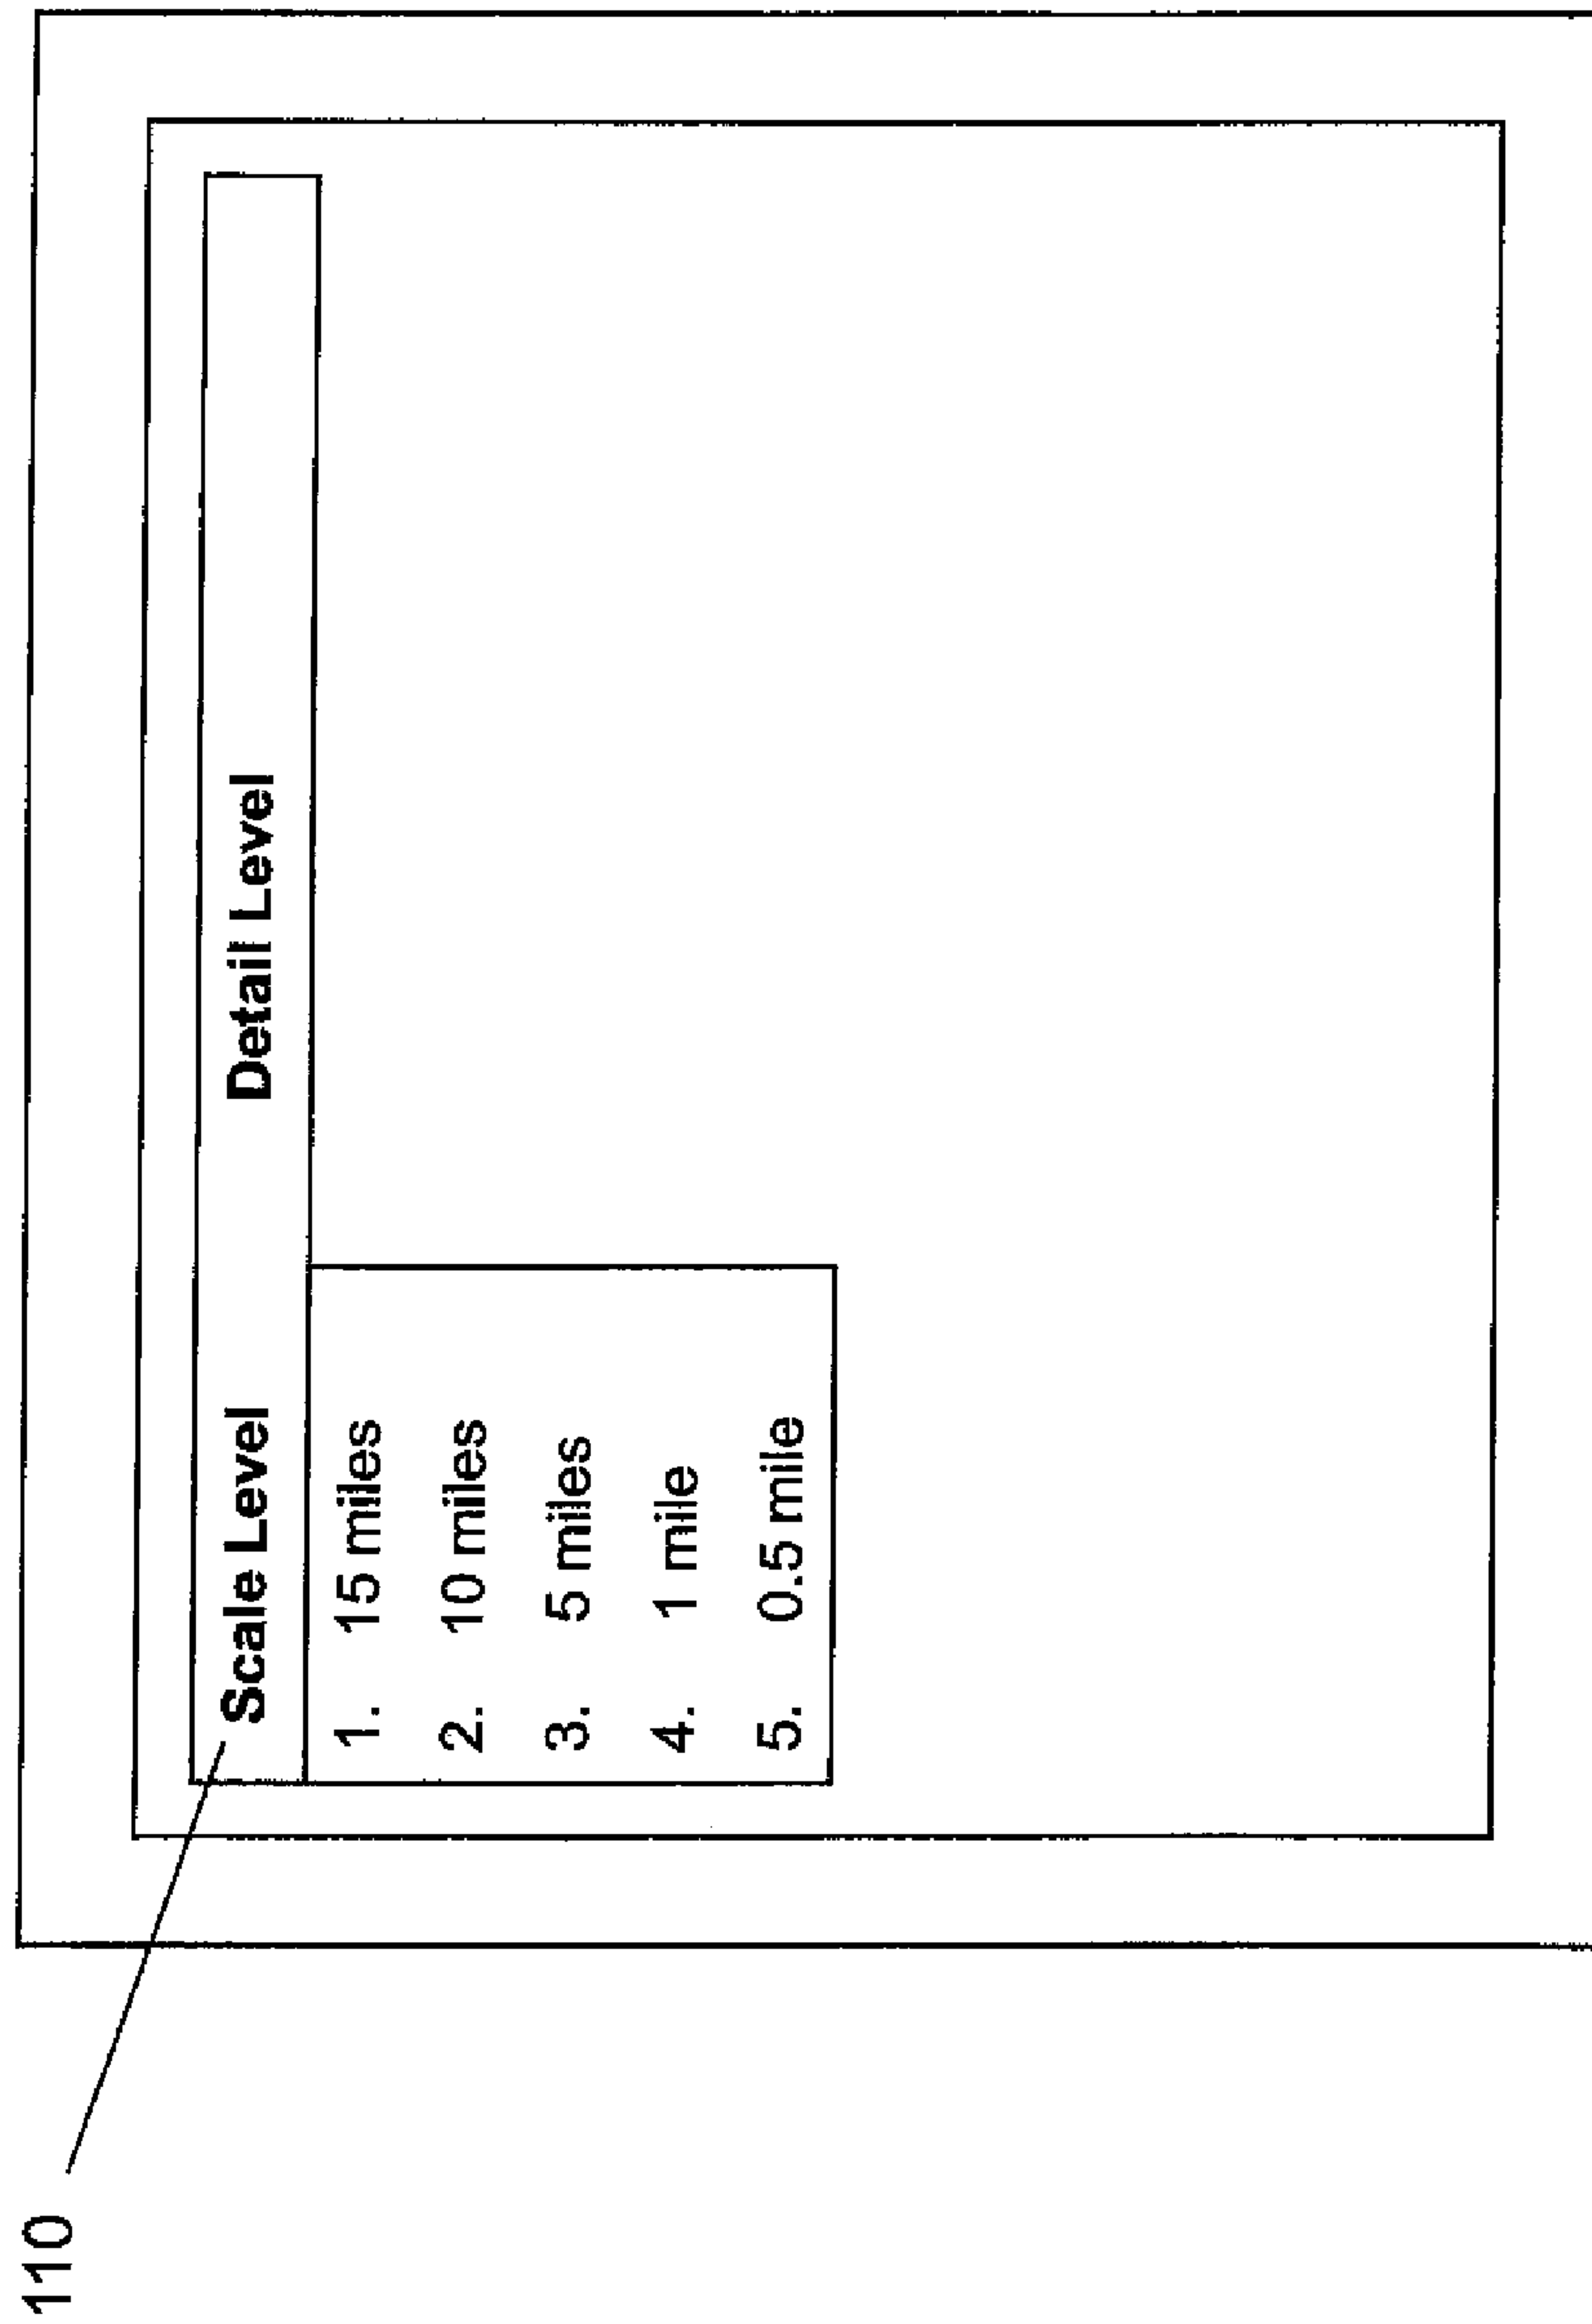 110
Scale Level Detail Level
1. 15 miles
2. 10 miles
3. 5 miles
4. 1 mile
5. 0.5 mile